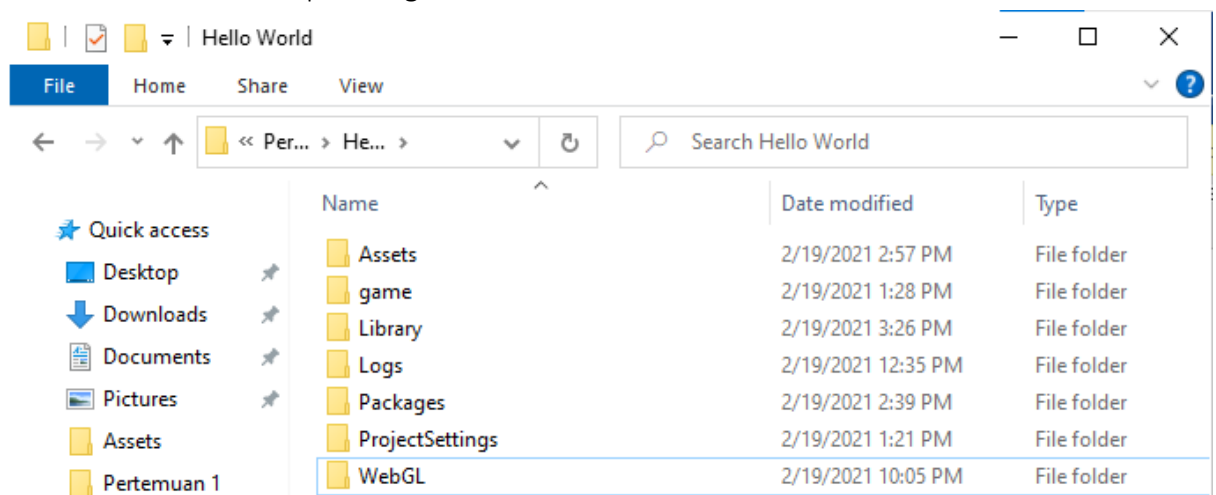 Hello World
File Home Share View
« Per... > He... >
Search Hello World
Name Date modified Type
Quick access
Desktop
Downloads
Documents
Pictures
Assets
Pertemuan 1
Assets 2/19/2021 2:57 PM File folder
game 2/19/2021 1:28 PM File folder
Library 2/19/2021 3:26 PM File folder
Logs 2/19/2021 12:35 PM File folder
Packages 2/19/2021 2:39 PM File folder
ProjectSettings 2/19/2021 1:21 PM File folder
WebGL 2/19/2021 10:05 PM File folder